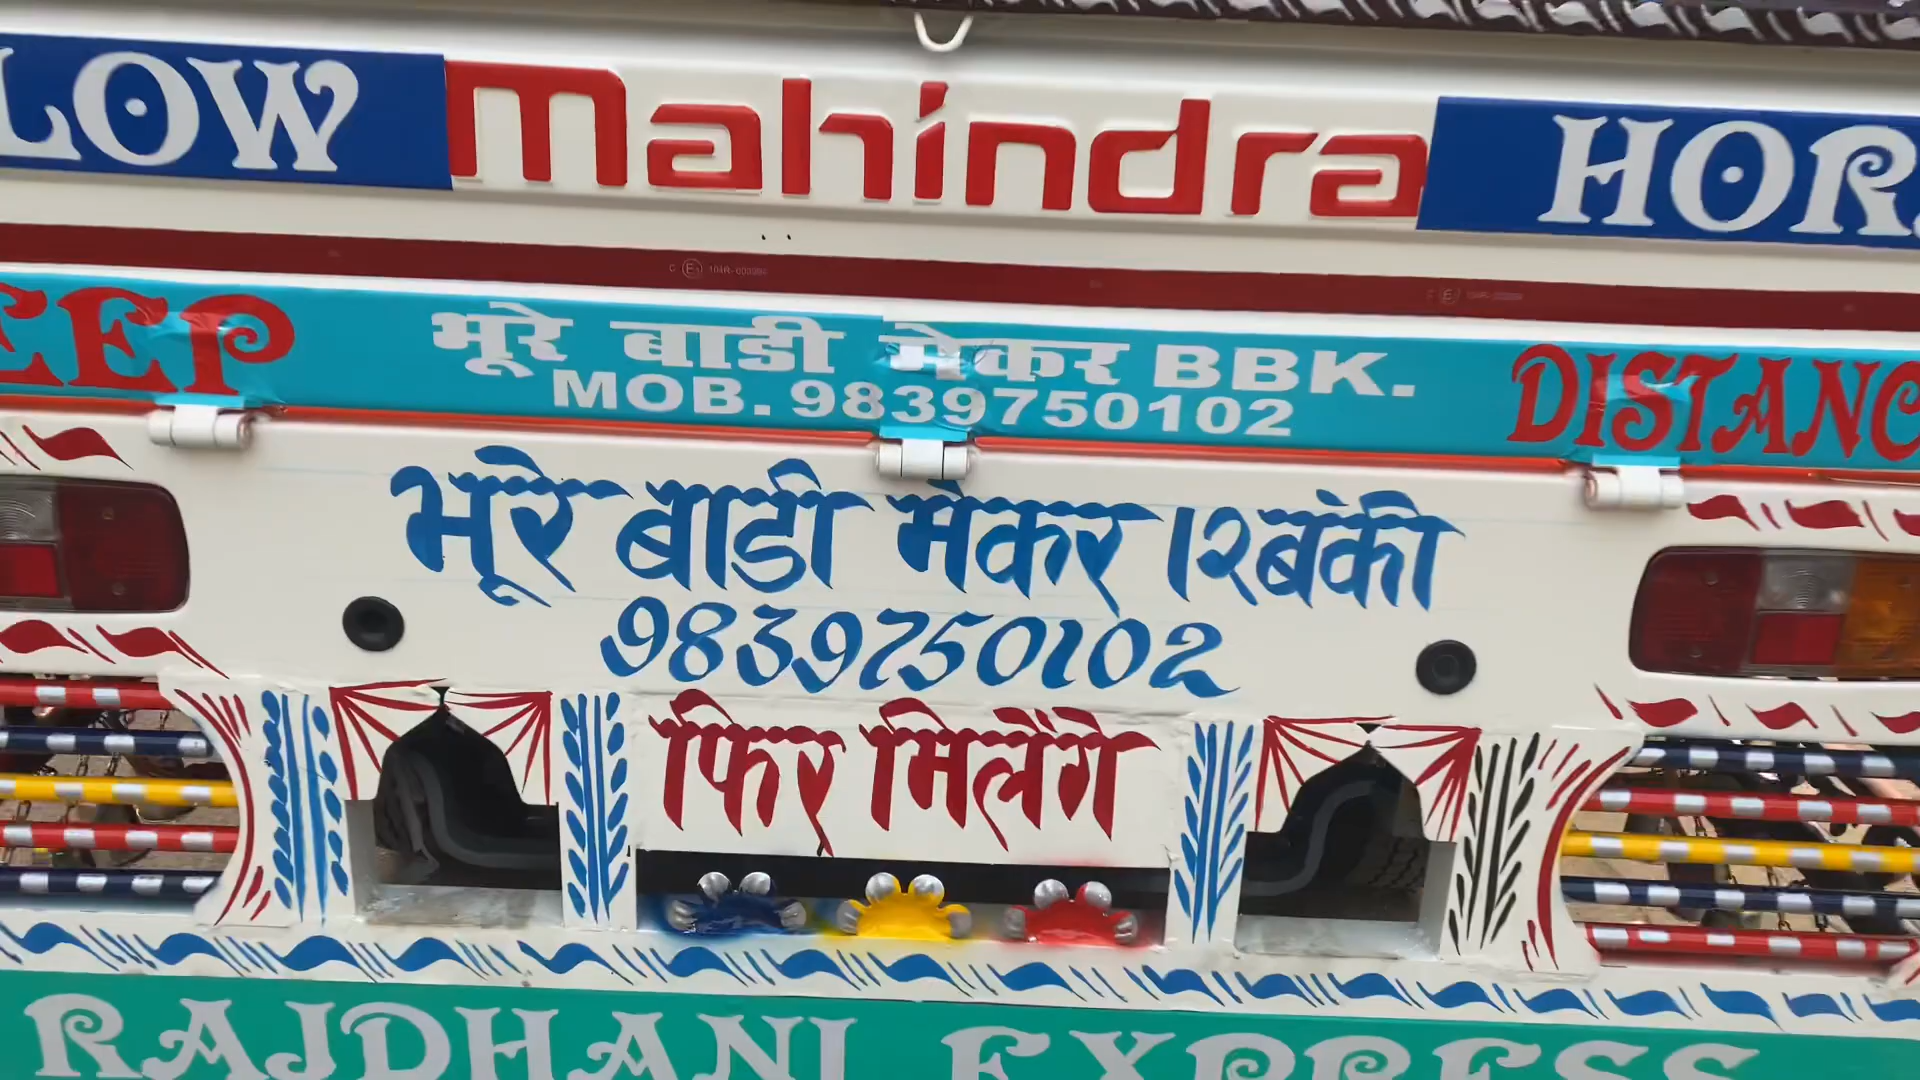 LOW mahindra HOR
EEP भूरे बाडी मेकर BBK. DISTANC
MOB. 9839750102
भूरे बाडी मेकर १२बंकी
9839750102
फिर मिलेंगे
RAJDHANI EXPRESS